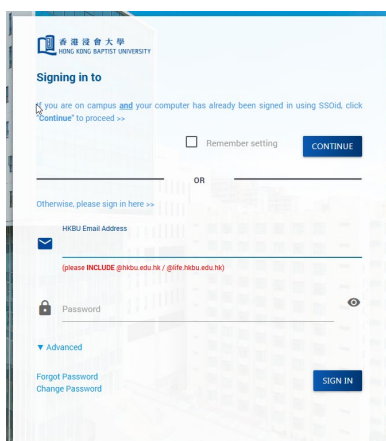 香港浸會大學
HONG KONG BAPTIST UNIVERSITY
Signing in to
If you are on campus and your computer has already been signed in using SSOid, click
"Continue" to proceed >>
Remember setting
CONTINUE
OR
Otherwise, please sign in here >>
HKBU Email Address
(please INCLUDE @hkbu.edu.hk / @life.hkbu.edu.hk)
Password
▼ Advanced
Forgot Password
Change Password
SIGN IN